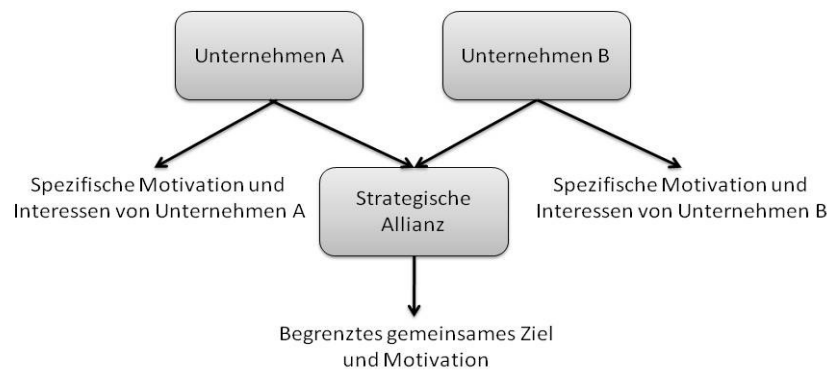 Unternehmen A
Unternehmen B
Spezifische Motivation und
Interessen von Unternehmen A
Strategische
Allianz
Spezifische Motivation und
Interessen von Unternehmen B
Begrenztes gemeinsames Ziel
und Motivation